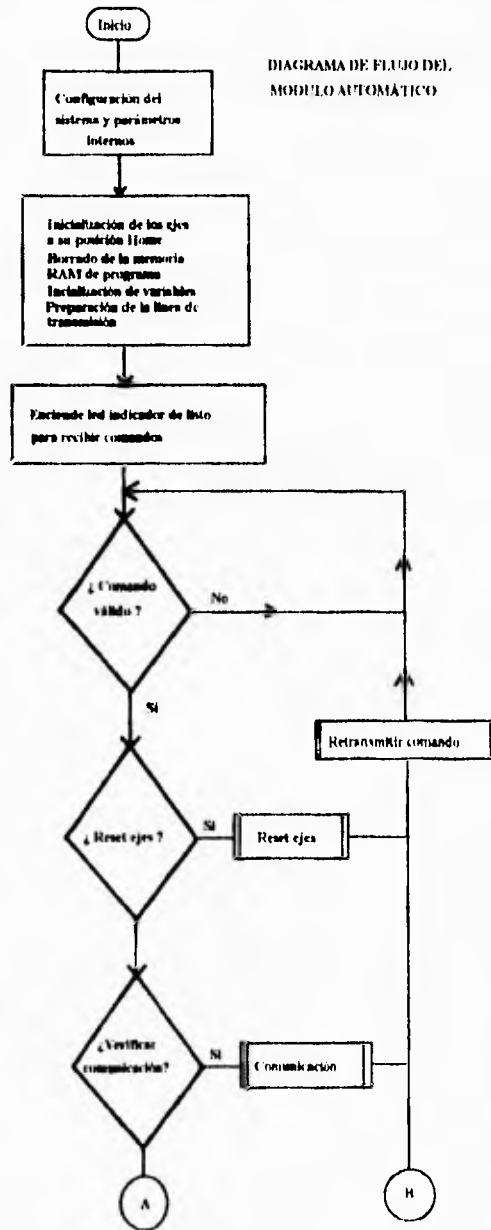 Inicio
DIAGRAMA DE FLUJO DEL
MODULO AUTOMÁTICO
Configuración del
sistema y parámetros
internos
Inicialización de los ejes
a su posición Home
Borrado de la memoria
RAM de programa
Incialización de variables
Preparación de la línea de
transmisión
Enciende led indicador de listo
para recibir comandos
¿ Comando
válido ?
No
Si
Retransmitir comando
¿ Reset ejes ?
Si
Reset ejes
¿Verificar
comunicación?
Si
Comunicación
A
B